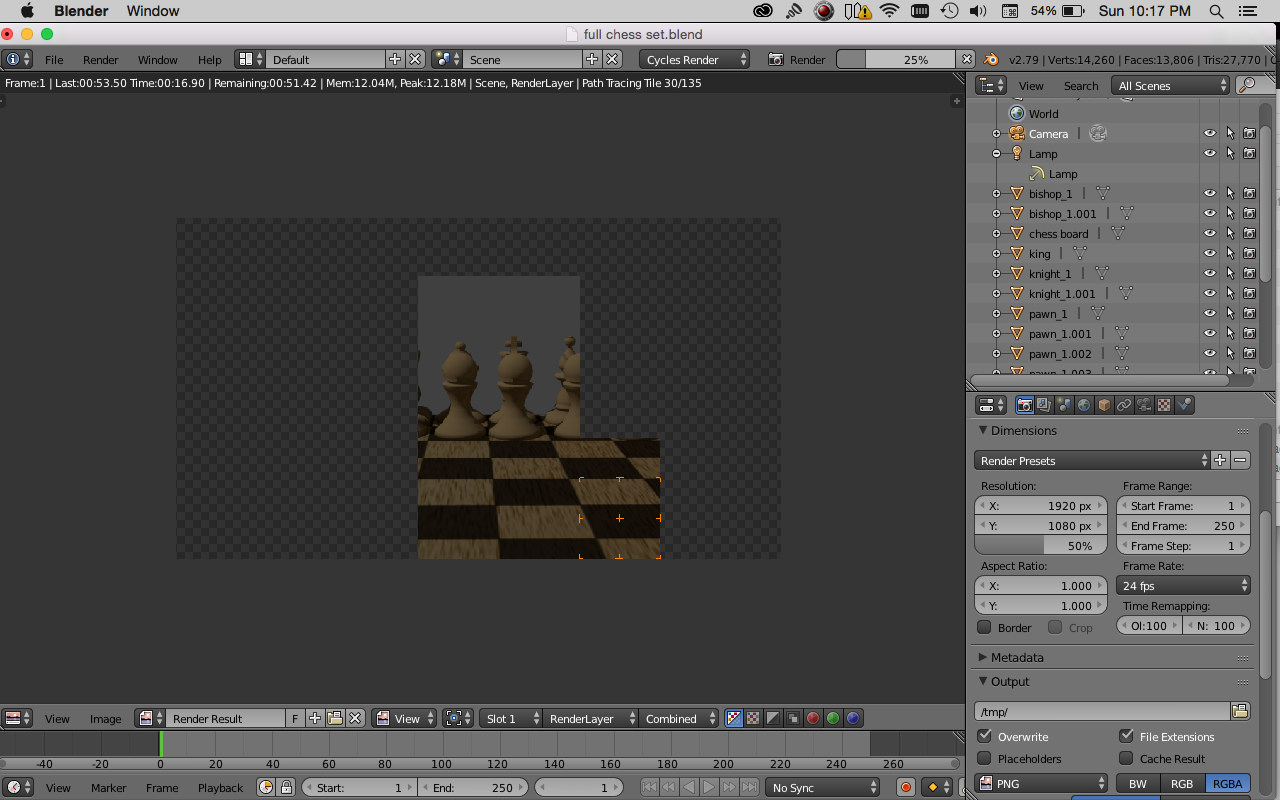 Blender Window 54% Sun 10:17 PM
full chess set.blend
File Render Window Help Default Scene Cycles Render Render 25% v2.79 | Verts:14,260 | Faces:13,806 | Tris:27,770 |
Frame:1 | Last:00:53.50 Time:00:16.90 | Remaining:00:51.42 | Mem:12.04M, Peak:12.18M | Scene, RenderLayer | Path Tracing Tile 30/135
View Search All Scenes
World
Camera
Lamp
Lamp
bishop_1
bishop_1.001
chess board
king
knight_1
knight_1.001
pawn_1
pawn_1.001
pawn_1.002
pawn_1.003
Dimensions
Render Presets
Resolution: Frame Range:
X: 1920 px Start Frame: 1
Y: 1080 px End Frame: 250
50% Frame Step: 1
Aspect Ratio: Frame Rate:
X: 1.000 24 fps
Y: 1.000 Time Remapping:
Border Crop Ol:100 N: 100
Metadata
Output
/tmp/
Overwrite File Extensions
Placeholders Cache Result
PNG BW RGB RGBA
View Image Render Result F View Slot 1 RenderLayer Combined
-40 -20 0 20 40 60 80 100 120 140 160 180 200 220 240 260
View Marker Frame Playback Start: 1 End: 250 1 No Sync